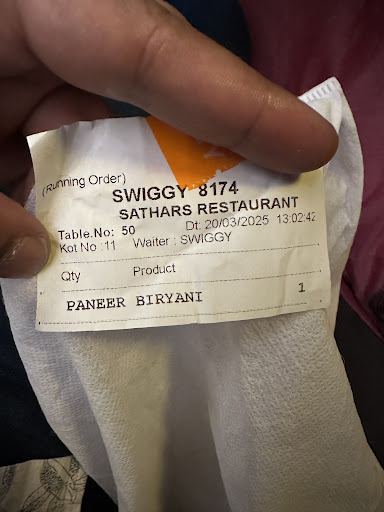 (Running Order)
SWIGGY 8174
SATHARS RESTAURANT
Table.No: 50 Dt: 20/03/2025 13:02:42
Kot No :11 Waiter : SWIGGY
Qty Product
PANEER BIRYANI 1